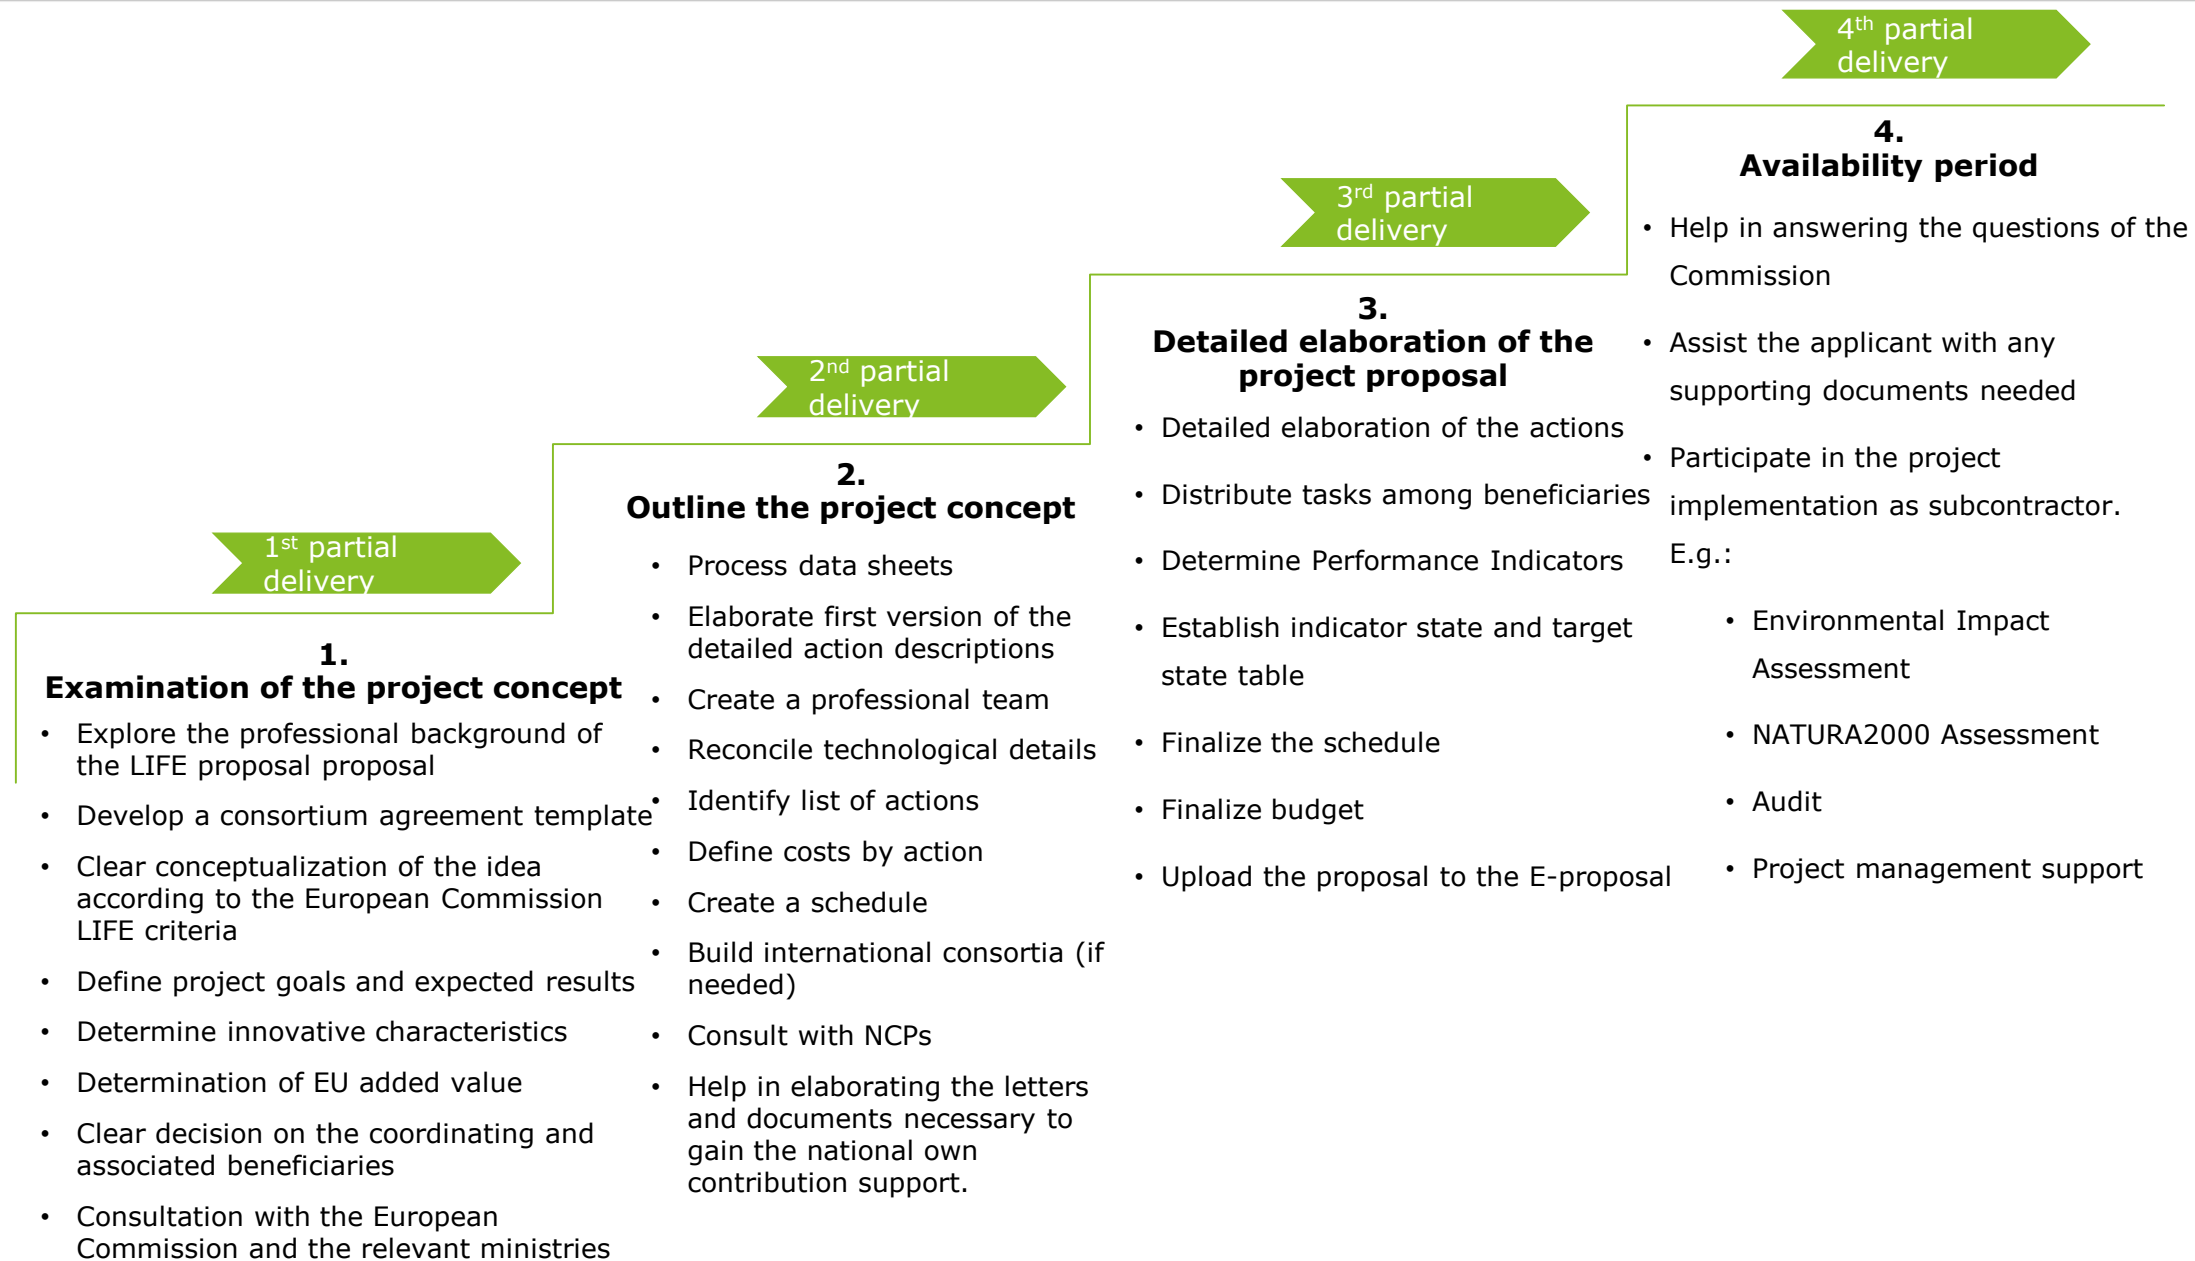 1st partial
delivery
1.
Examination of the project concept
• Explore the professional background of
the LIFE proposal proposal
• Develop a consortium agreement template
• Clear conceptualization of the idea
according to the European Commission
LIFE criteria
• Define project goals and expected results
• Determine innovative characteristics
• Determination of EU added value
• Clear decision on the coordinating and
associated beneficiaries
• Consultation with the European
Commission and the relevant ministries
2nd partial
delivery
2.
Outline the project concept
• Process data sheets
• Elaborate first version of the
detailed action descriptions
• Create a professional team
• Reconcile technological details
• Identify list of actions
• Define costs by action
• Create a schedule
• Build international consortia (if
needed)
• Consult with NCPs
• Help in elaborating the letters
and documents necessary to
gain the national own
contribution support.
3rd partial
delivery
3.
Detailed elaboration of the
project proposal
• Detailed elaboration of the actions
• Distribute tasks among beneficiaries
• Determine Performance Indicators
• Establish indicator state and target
state table
• Finalize the schedule
• Finalize budget
• Upload the proposal to the E-proposal
4th partial
delivery
4.
Availability period
• Help in answering the questions of the
Commission
• Assist the applicant with any
supporting documents needed
• Participate in the project
implementation as subcontractor.
E.g.:
• Environmental Impact
Assessment
• NATURA2000 Assessment
• Audit
• Project management support